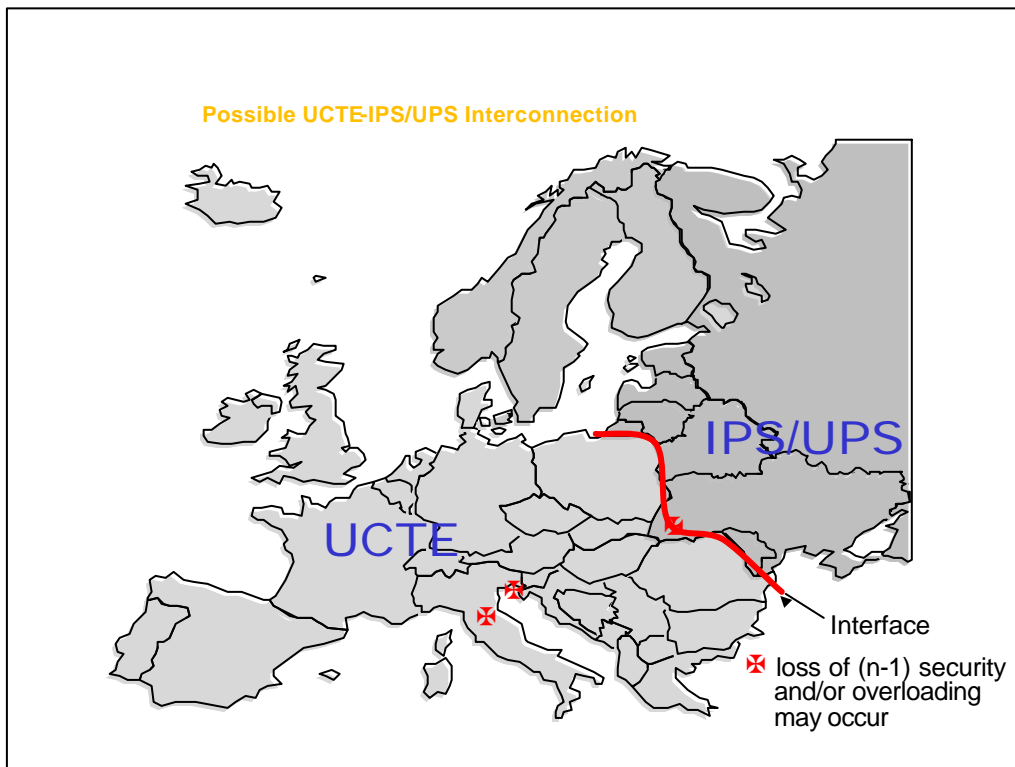 Possible UCTE-IPS/UPS Interconnection
IPS/UPS
UCTE
Interface
loss of (n-1) security
and/or overloading
may occur